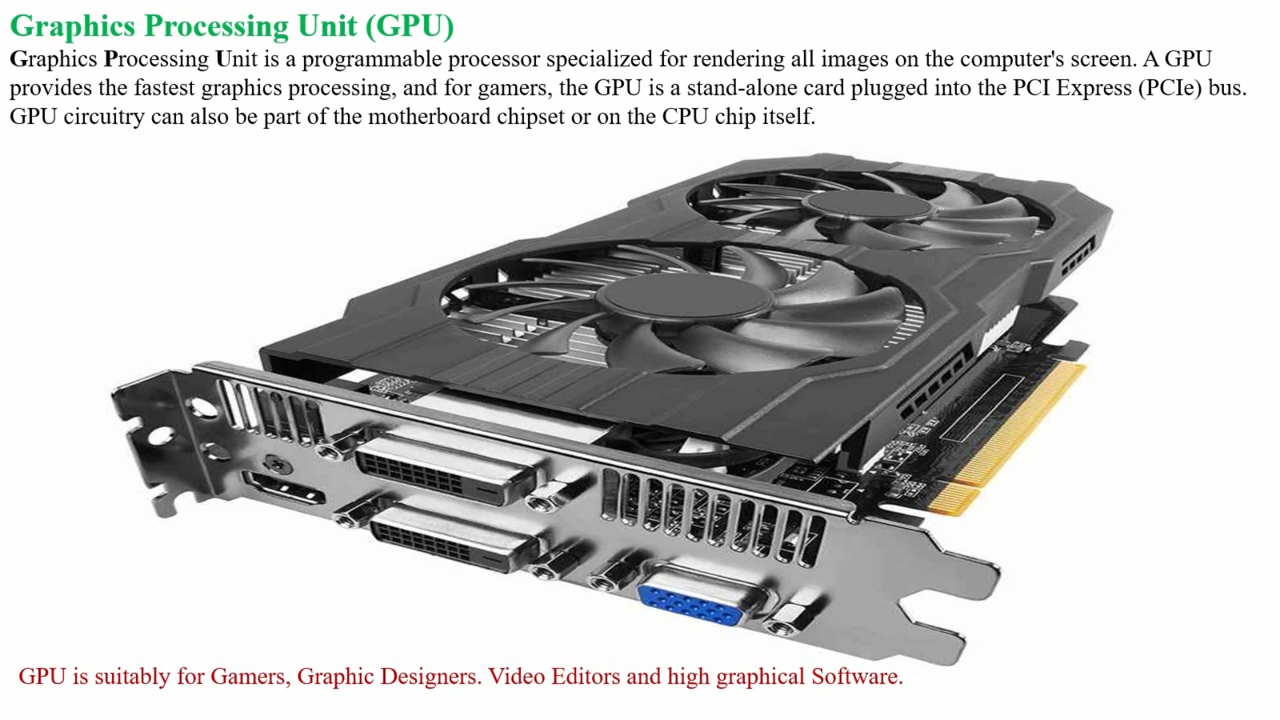 Graphics Processing Unit (GPU)
Graphics Processing Unit is a programmable processor specialized for rendering all images on the computer's screen. A GPU
provides the fastest graphics processing, and for gamers, the GPU is a stand-alone card plugged into the PCI Express (PCIe) bus.
GPU circuitry can also be part of the motherboard chipset or on the CPU chip itself.
GPU is suitably for Gamers, Graphic Designers. Video Editors and high graphical Software.